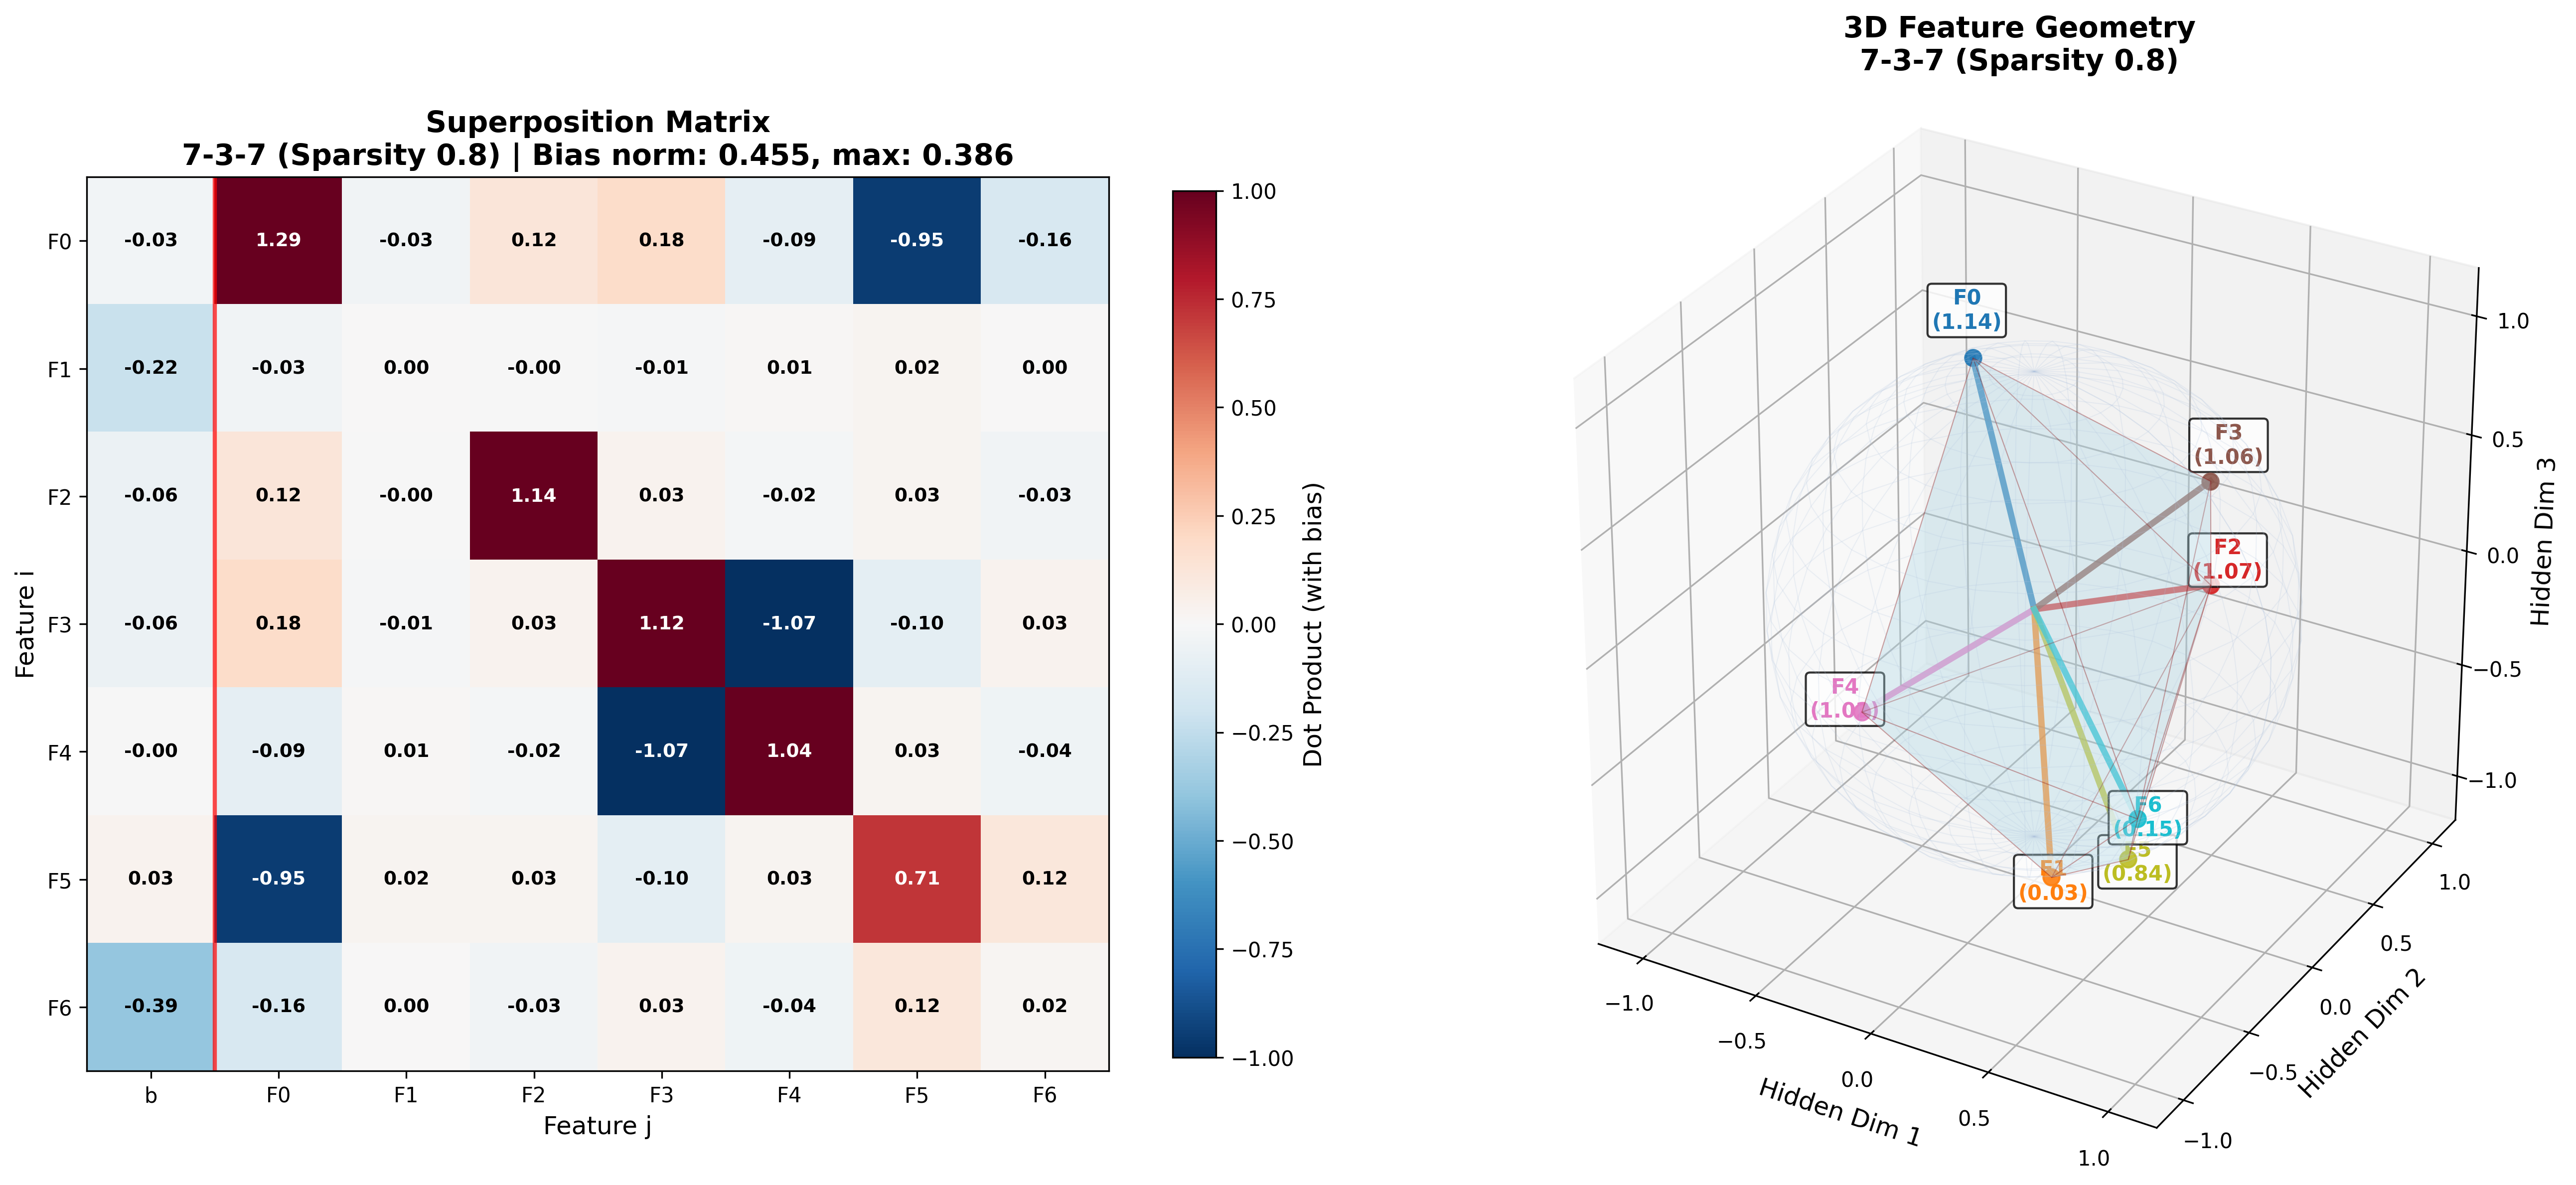 Superposition Matrix
7-3-7 (Sparsity 0.8) | Bias norm: 0.455, max: 0.386
F0 -0.03 1.29 -0.03 0.12 0.18 -0.09 -0.95 -0.16
F1 -0.22 -0.03 0.00 -0.00 -0.01 0.01 0.02 0.00
F2 -0.06 0.12 -0.00 1.14 0.03 -0.02 0.03 -0.03
F3 -0.06 0.18 -0.01 0.03 1.12 -1.07 -0.10 0.03
F4 -0.00 -0.09 0.01 -0.02 -1.07 1.04 0.03 -0.04
F5 0.03 -0.95 0.02 0.03 -0.10 0.03 0.71 0.12
F6 -0.39 -0.16 0.00 -0.03 0.03 -0.04 0.12 0.02
b F0 F1 F2 F3 F4 F5 F6
Feature j
Feature i
1.00
0.75
0.50
0.25
0.00
−0.25
−0.50
−0.75
−1.00
Dot Product (with bias)
3D Feature Geometry
7-3-7 (Sparsity 0.8)
F0
(1.14)
F3
(1.06)
F2
(1.07)
F4
F6
(0.15)
(0.84)
F1
(0.03)
1.0
0.5
0.0
−0.5
−1.0
Hidden Dim 3
1.0
0.5
0.0
−0.5
−1.0
Hidden Dim 2
−1.0
−0.5
0.0
0.5
1.0
Hidden Dim 1